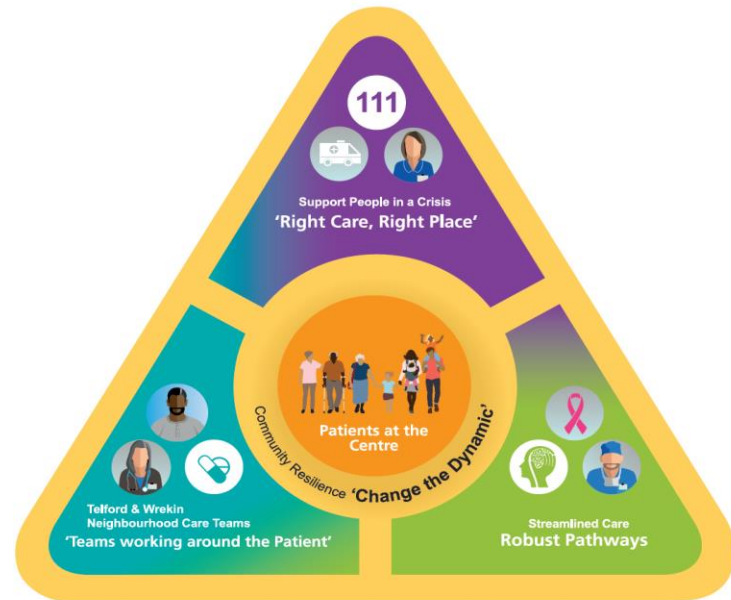 111
Support People in a Crisis
‘Right Care, Right Place’
Patients at the
Centre
Community Resilience ‘Change the Dynamic’
Telford & Wrekin
Neighbourhood Care Teams
‘Teams working around the Patient’
Streamlined Care
Robust Pathways